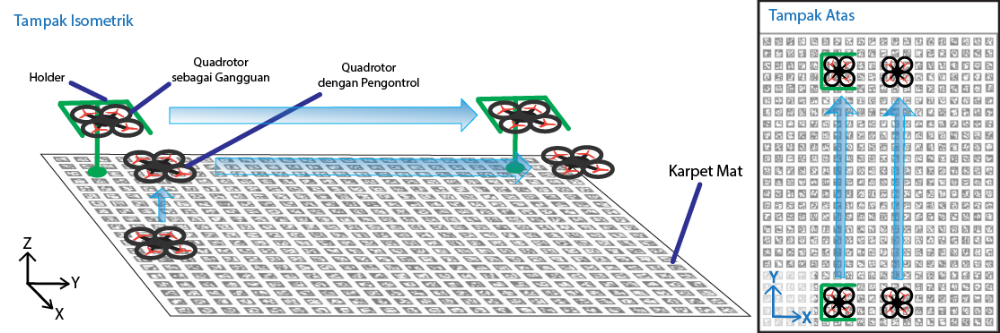 Tampak Isometrik
Holder
Quadrotor
sebagai Gangguan
Quadrotor
dengan Pengontrol
Karpet Mat
Z
Y
X
Tampak Atas
Y
X